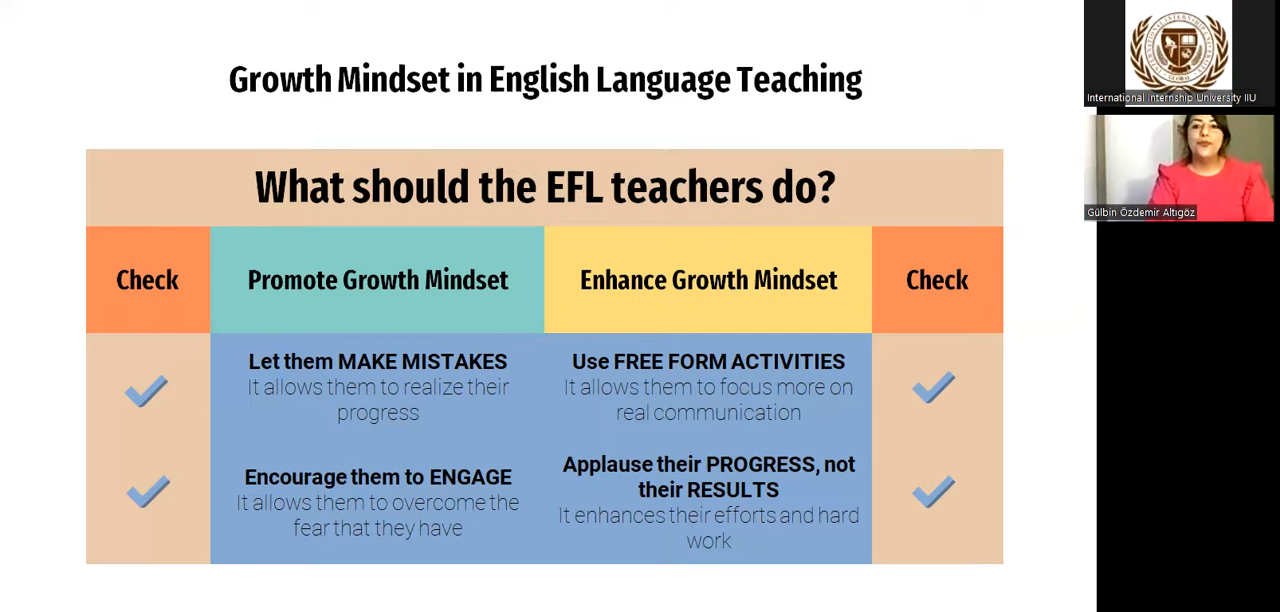 Growth Mindset in English Language Teaching
What should the EFL teachers do?
Check
Promote Growth Mindset
Enhance Growth Mindset
Check
Let them MAKE MISTAKES
It allows them to realize their
progress
Use FREE FORM ACTIVITIES
It allows them to focus more on
real communication
Encourage them to ENGAGE
It allows them to overcome the
fear that they have
Applause their PROGRESS, not
their RESULTS
It enhances their efforts and hard
work
INTERNATIONAL INTERNSHIP UNIVERSITY
GLOBAL
International Internship University IIU
Gülbin Özdemir Altıgöz